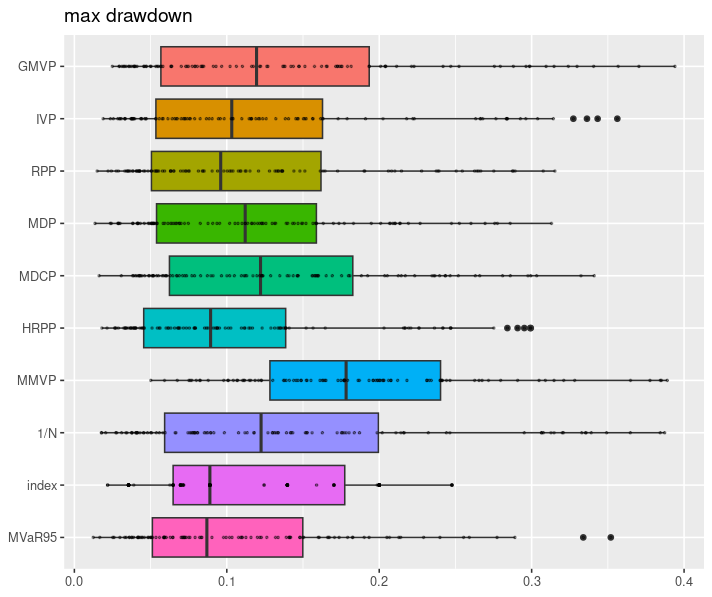 max drawdown
GMVP
IVP
RPP
MDP
MDCP
HRPP
MMVP
1/N
index
MVaR95
0.0 0.1 0.2 0.3 0.4